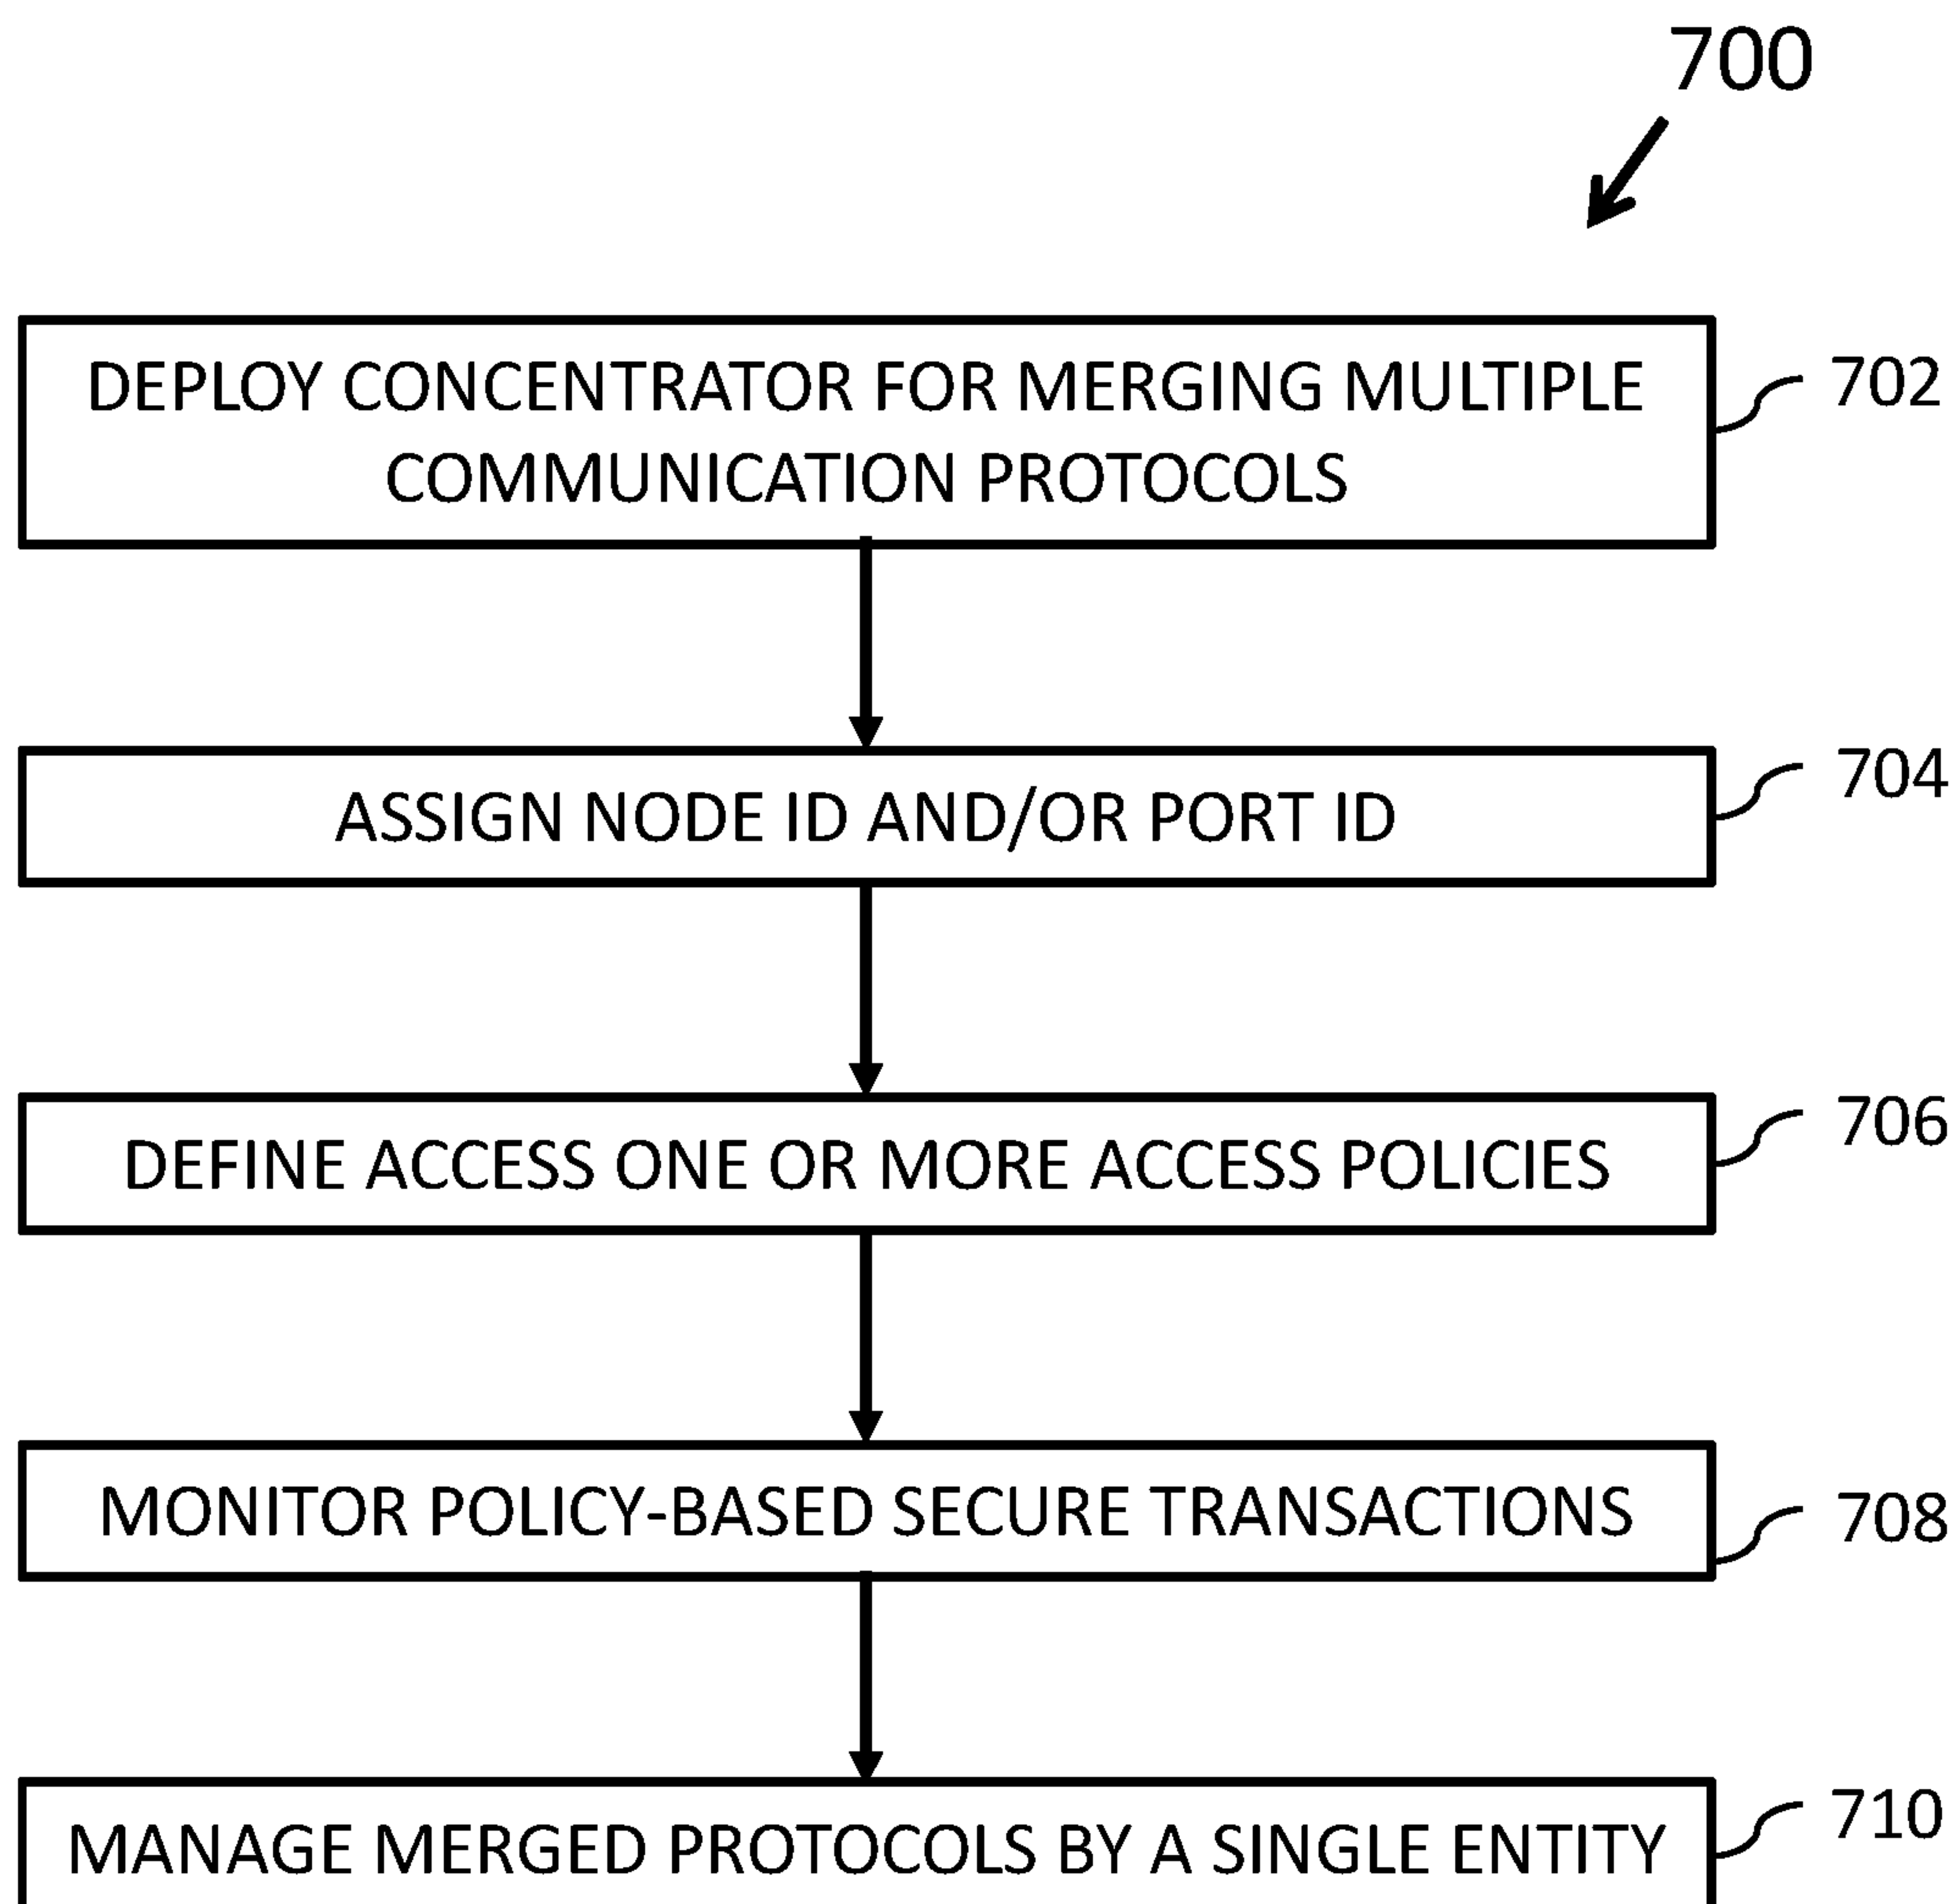 700
DEPLOY CONCENTRATOR FOR MERGING MULTIPLE
COMMUNICATION PROTOCOLS
702
ASSIGN NODE ID AND/OR PORT ID
704
DEFINE ACCESS ONE OR MORE ACCESS POLICIES
706
MONITOR POLICY-BASED SECURE TRANSACTIONS
708
MANAGE MERGED PROTOCOLS BY A SINGLE ENTITY
710